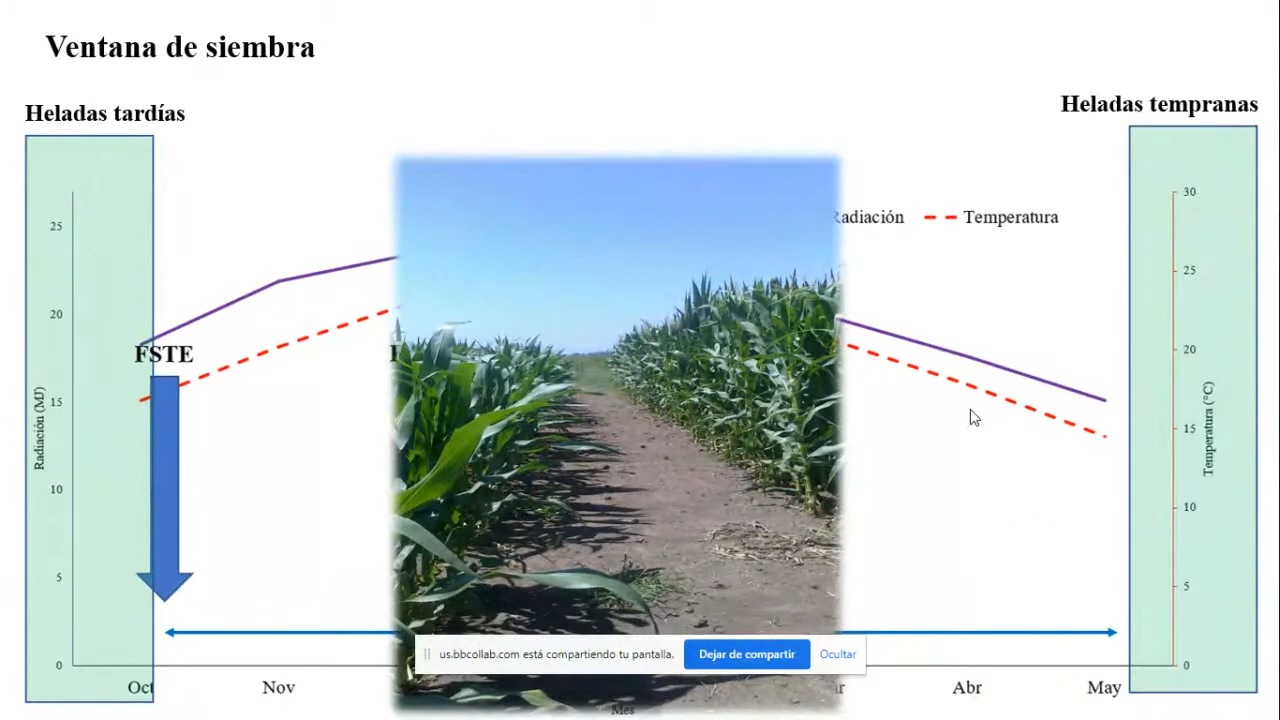 Ventana de siembra
Heladas tardías
Heladas tempranas
Radiación
Temperatura
25
20
15
10
5
0
Radiación (MJ)
30
25
20
15
10
5
0
Temperatura (°C)
FSTE
us.bbcollab.com está compartiendo tu pantalla.
Dejar de compartir
Ocultar
Oct
Nov
Abr
May
Mes